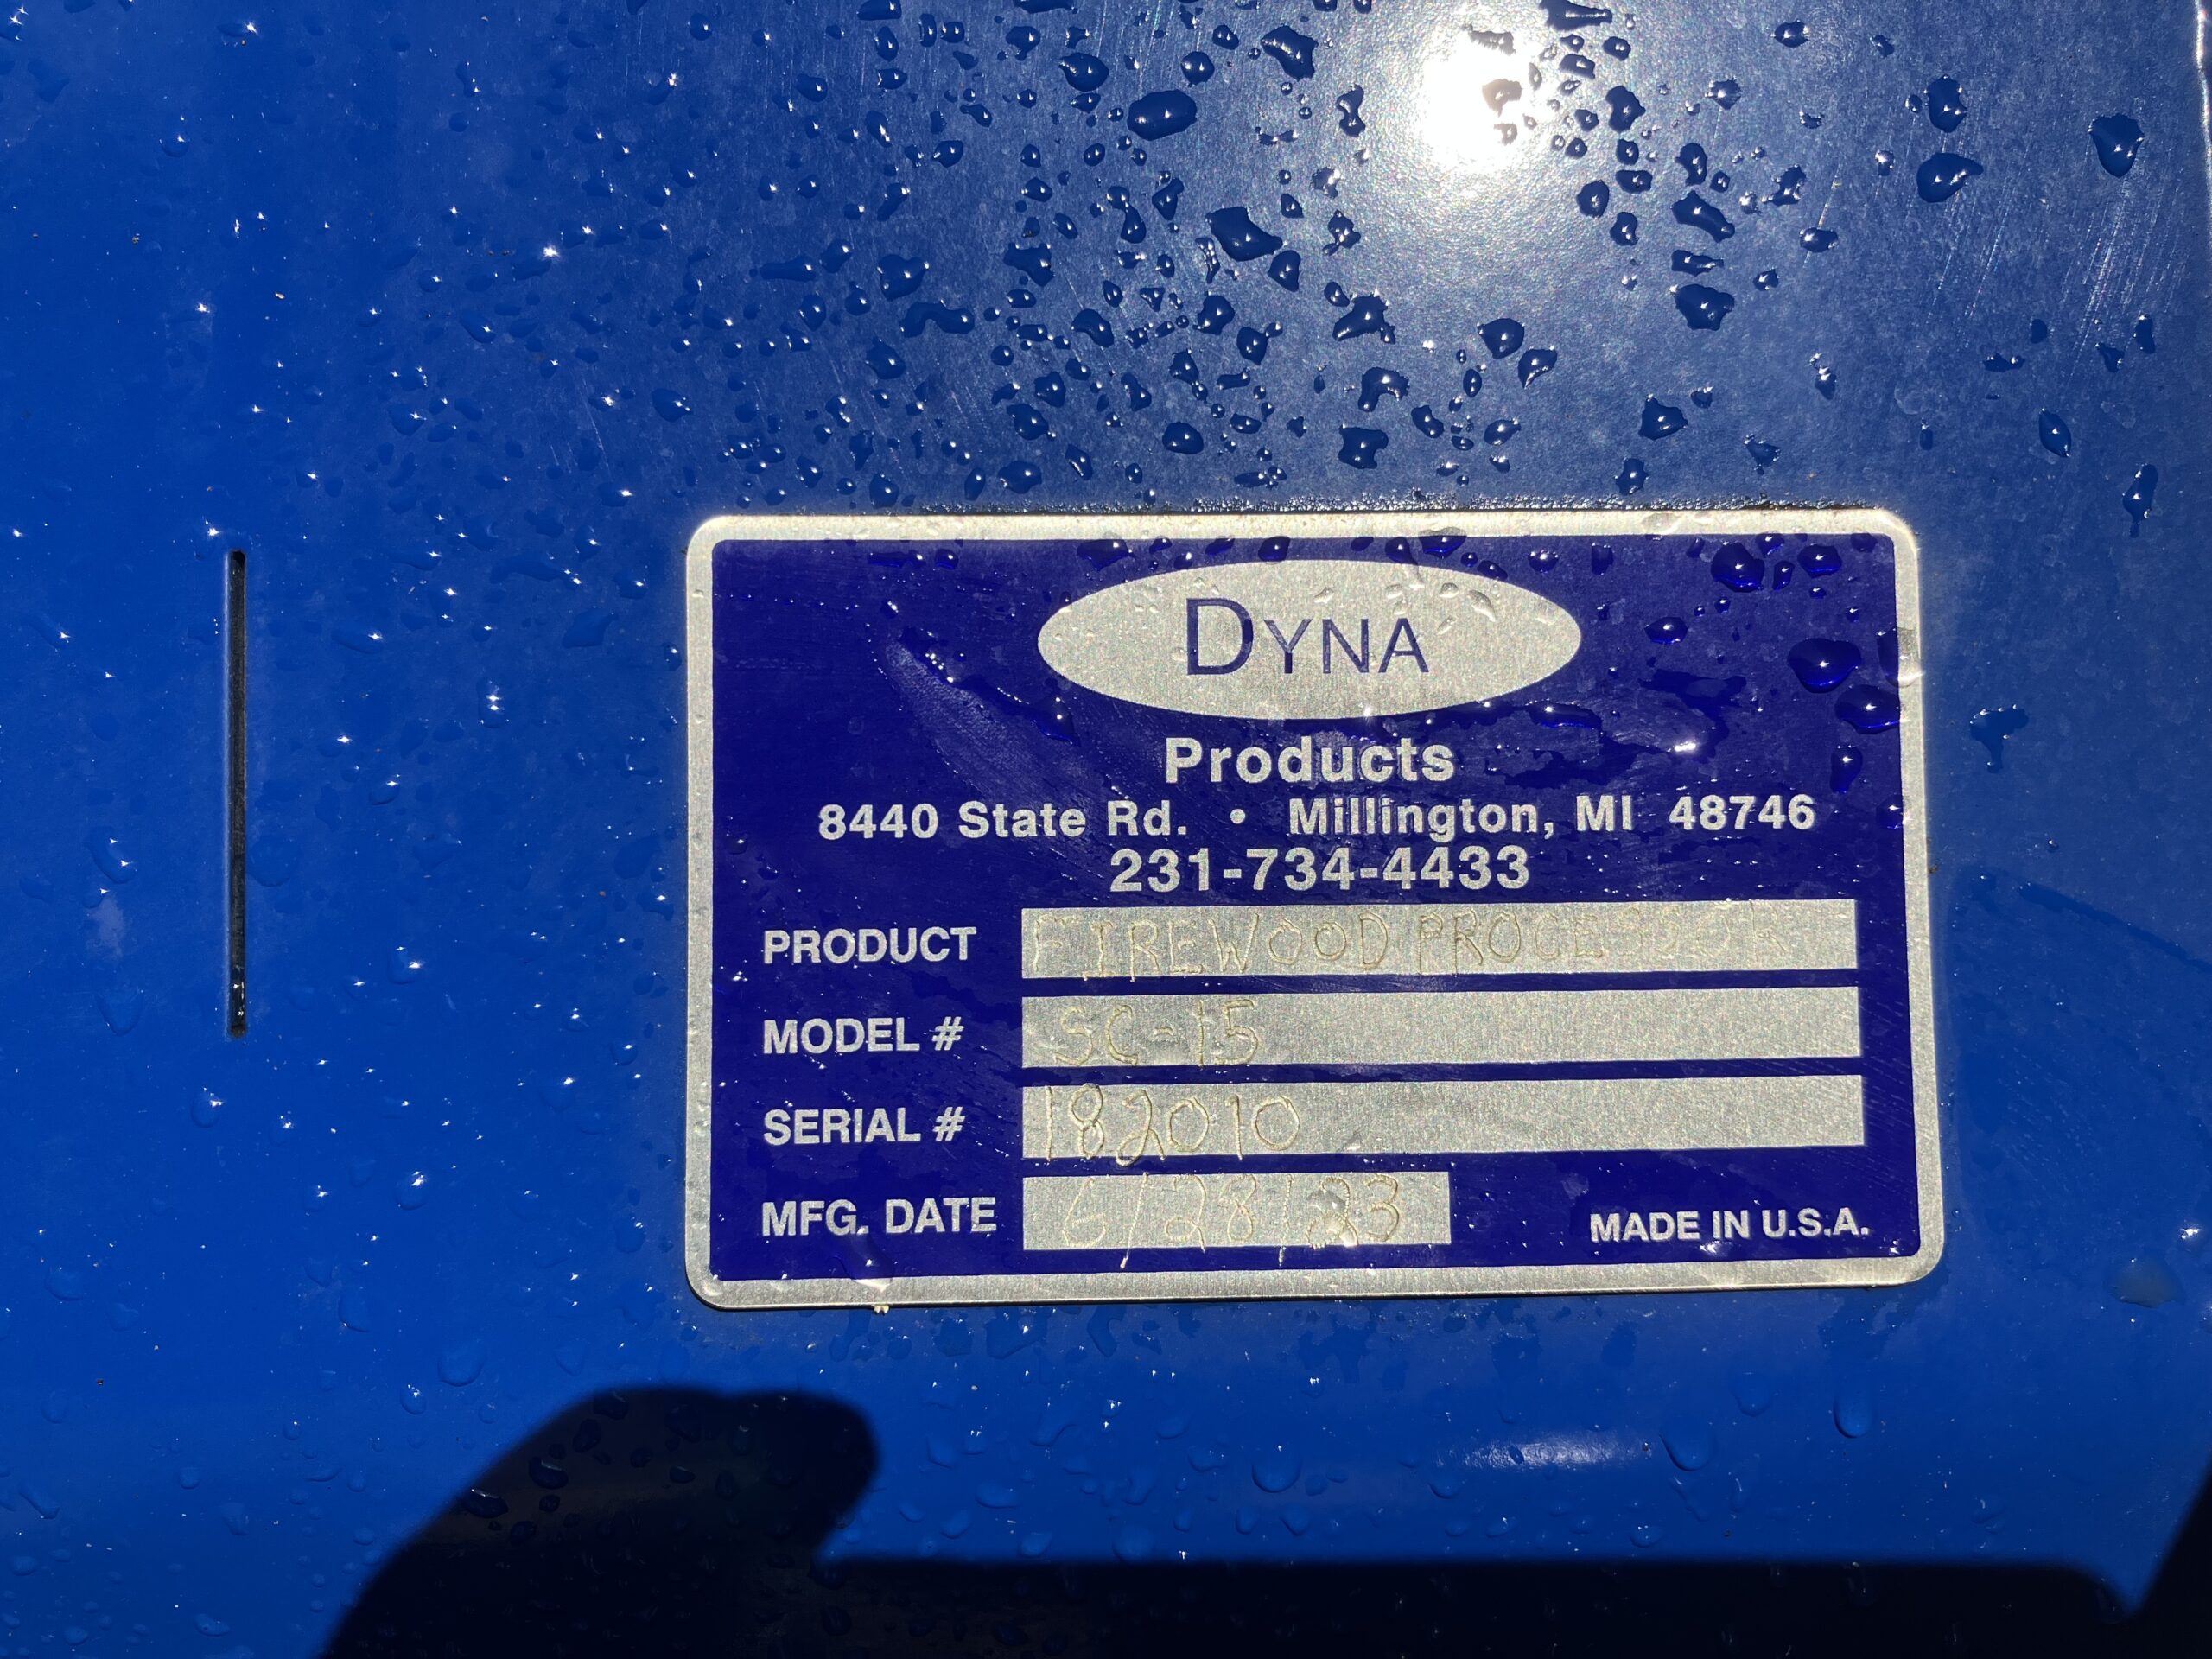 DYNA
Products
8440 State Rd. • Millington, MI 48746
231-734-4433
PRODUCT FIREWOOD PROCESSOR
MODEL # SC-15
SERIAL # 182010
MFG. DATE 6/28/23
MADE IN U.S.A.